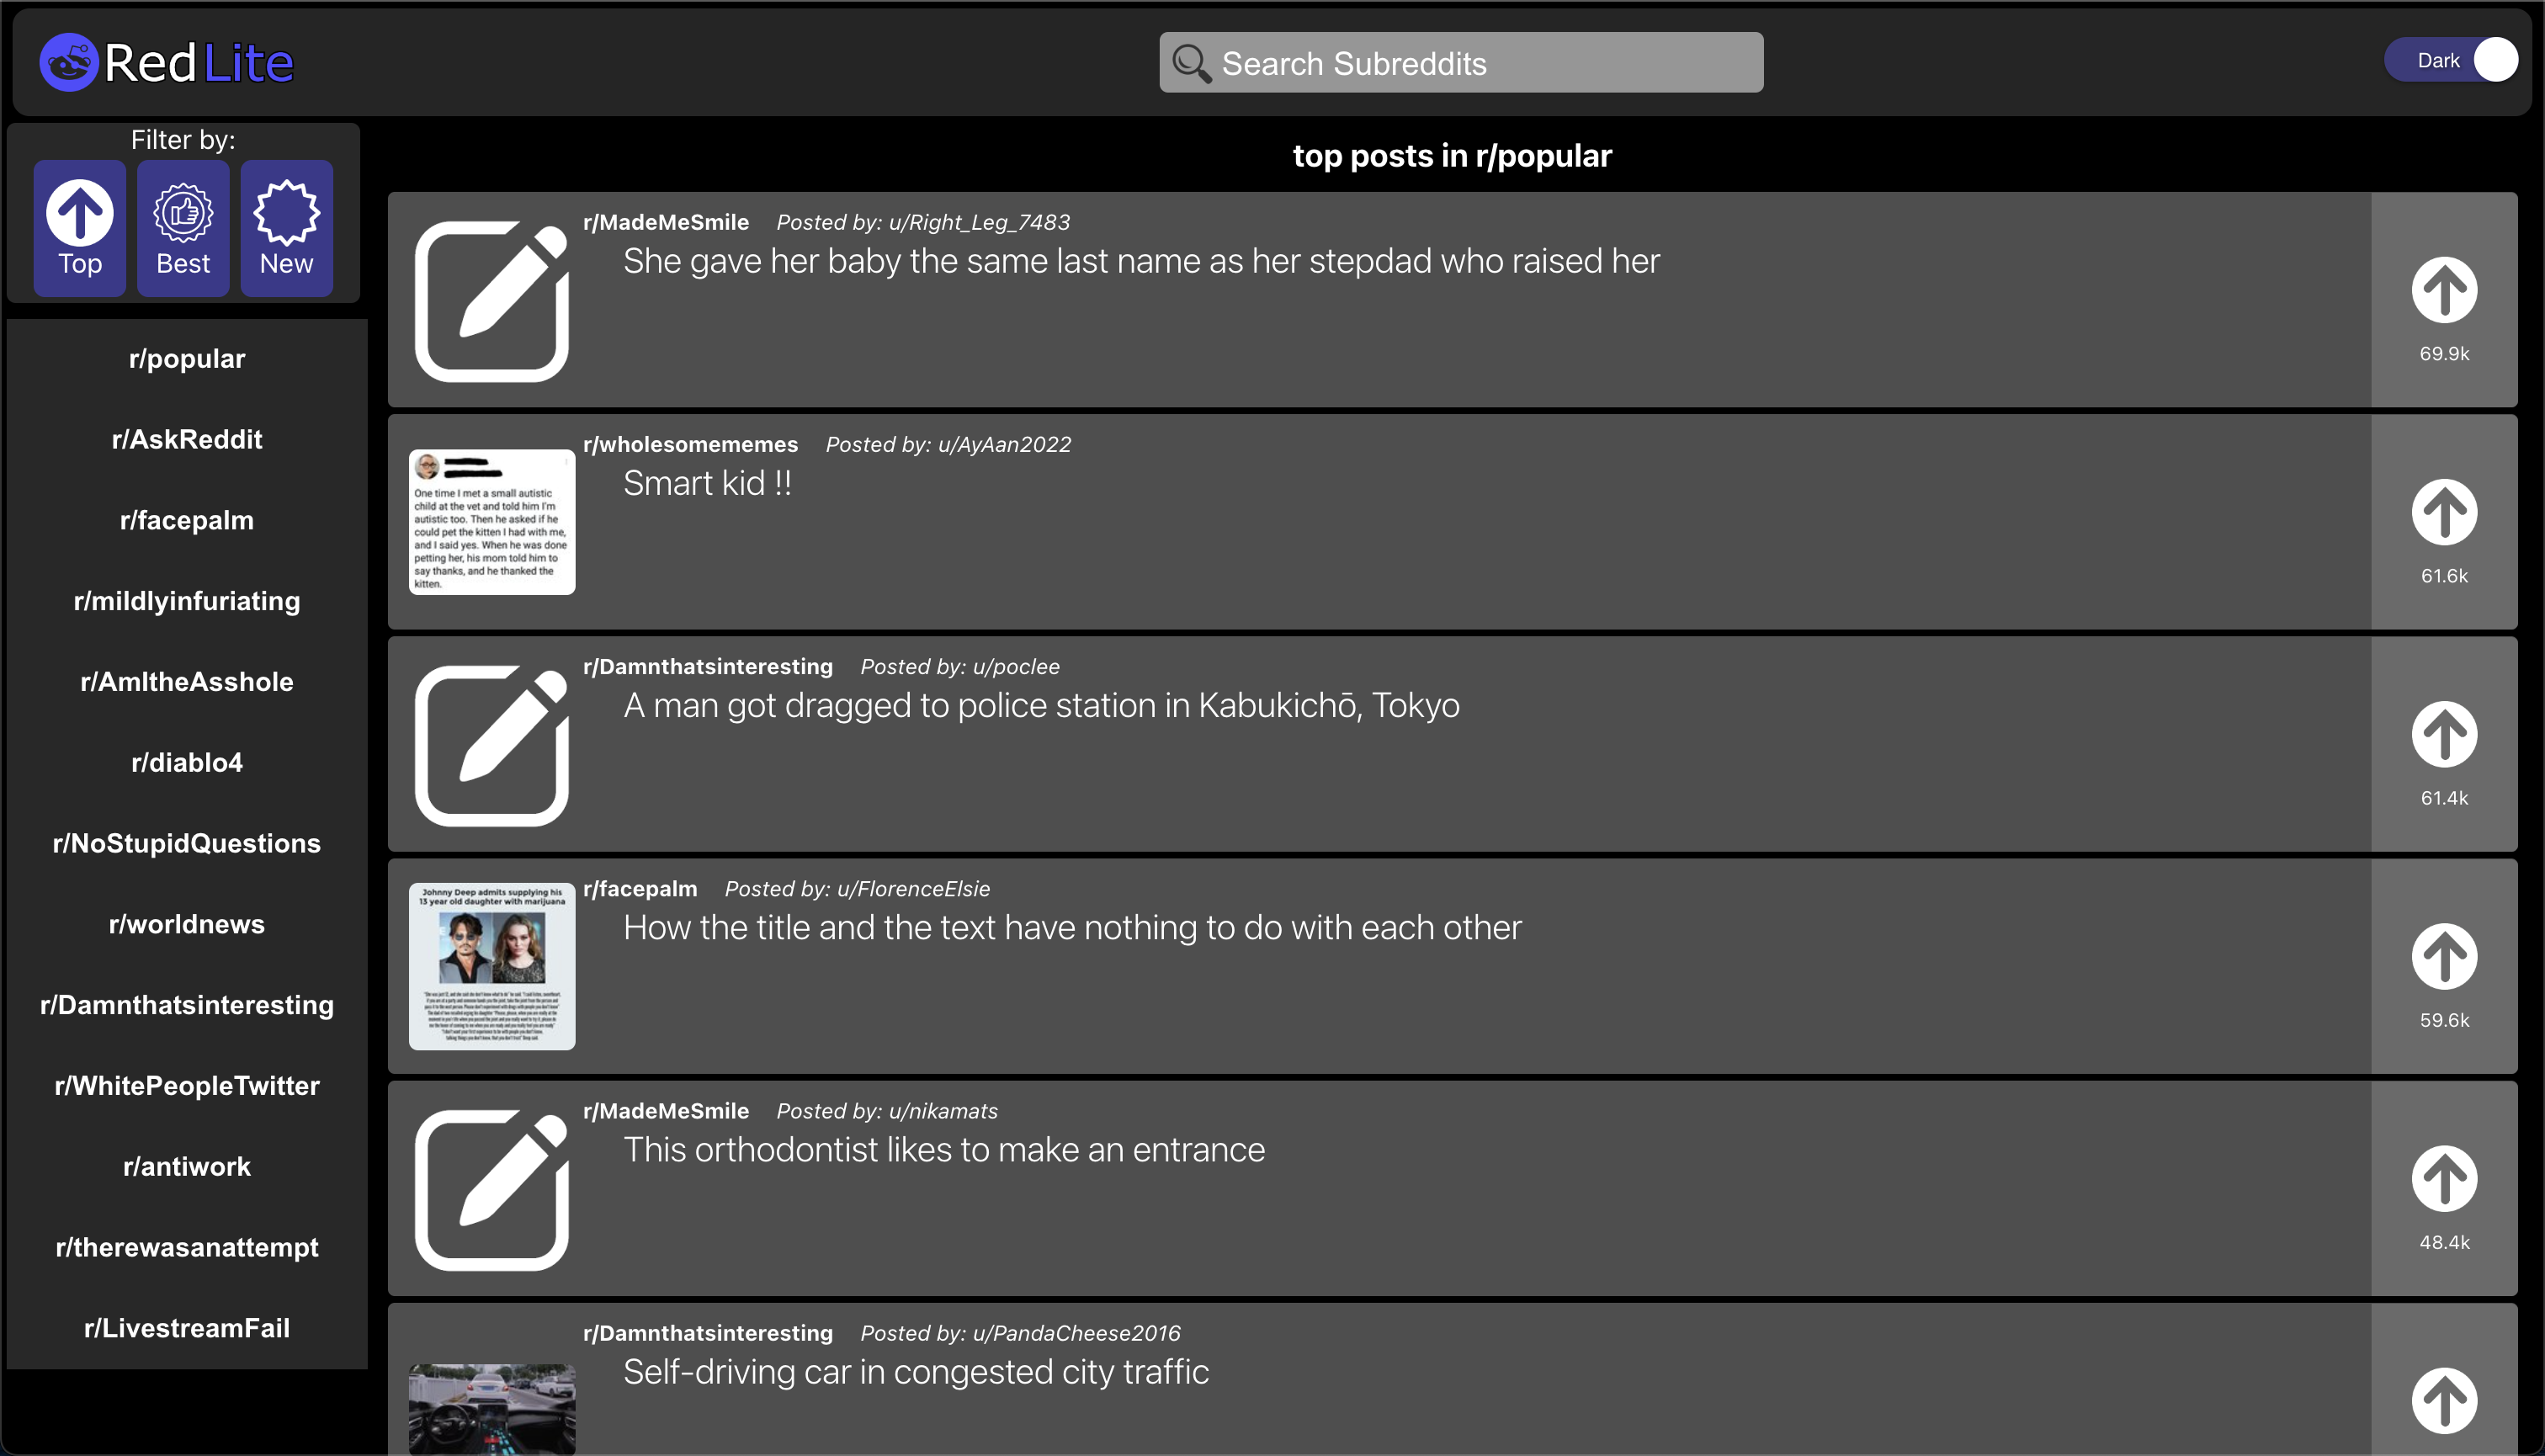 RedLite
Search Subreddits
Dark
Filter by:
Top
Best
New
r/popular
r/AskReddit
r/facepalm
r/mildlyinfuriating
r/AmItheAsshole
r/diablo4
r/NoStupidQuestions
r/worldnews
r/Damnthatsinteresting
r/WhitePeopleTwitter
r/antiwork
r/therewasanattempt
r/LivestreamFail
top posts in r/popular
r/MadeMeSmile Posted by: u/Right_Leg_7483
She gave her baby the same last name as her stepdad who raised her
69.9k
r/wholesomememes Posted by: u/AyAan2022
Smart kid !!
One time I met a small autistic
child at the vet and told him I'm
autistic too. Then he asked if he
could pet the kitten I had with me,
and I said yes. When he was done
petting her, his mom told him to
say thanks, and he thanked the
kitten.
61.6k
r/Damnthatsinteresting Posted by: u/poclee
A man got dragged to police station in Kabukichō, Tokyo
61.4k
r/facepalm Posted by: u/FlorenceElsie
How the title and the text have nothing to do with each other
Johnny Deep admits supplying his
13 year old daughter with marijuana
59.6k
r/MadeMeSmile Posted by: u/nikamats
This orthodontist likes to make an entrance
48.4k
r/Damnthatsinteresting Posted by: u/PandaCheese2016
Self-driving car in congested city traffic